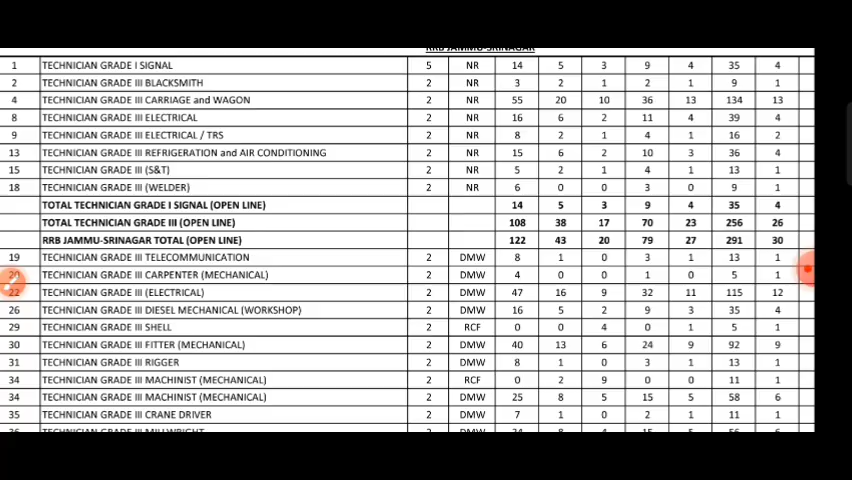 RRB JAMMU-SRINAGAR
1 TECHNICIAN GRADE I SIGNAL 5 NR 14 5 3 9 4 35 4
2 TECHNICIAN GRADE III BLACKSMITH 2 NR 3 2 1 2 1 9 1
4 TECHNICIAN GRADE III CARRIAGE and WAGON 2 NR 55 20 10 36 13 134 13
8 TECHNICIAN GRADE III ELECTRICAL 2 NR 16 6 2 11 4 39 4
9 TECHNICIAN GRADE III ELECTRICAL / TRS 2 NR 8 2 1 4 1 16 2
13 TECHNICIAN GRADE III REFRIGERATION and AIR CONDITIONING 2 NR 15 6 2 10 3 36 4
15 TECHNICIAN GRADE III (S&T) 2 NR 5 2 1 4 1 13 1
18 TECHNICIAN GRADE III (WELDER) 2 NR 6 0 0 3 0 9 1
TOTAL TECHNICIAN GRADE I SIGNAL (OPEN LINE) 14 5 3 9 4 35 4
TOTAL TECHNICIAN GRADE III (OPEN LINE) 108 38 17 70 23 256 26
RRB JAMMU-SRINAGAR TOTAL (OPEN LINE) 122 43 20 79 27 291 30
19 TECHNICIAN GRADE III TELECOMMUNICATION 2 DMW 8 1 0 3 1 13 1
TECHNICIAN GRADE III CARPENTER (MECHANICAL) 2 DMW 4 0 0 1 0 5 1
22 TECHNICIAN GRADE III (ELECTRICAL) 2 DMW 47 16 9 32 11 115 12
26 TECHNICIAN GRADE III DIESEL MECHANICAL (WORKSHOP) 2 DMW 16 5 2 9 3 35 4
29 TECHNICIAN GRADE III SHELL 2 RCF 0 0 4 0 1 5 1
30 TECHNICIAN GRADE III FITTER (MECHANICAL) 2 DMW 40 13 6 24 9 92 9
31 TECHNICIAN GRADE III RIGGER 2 DMW 8 1 0 3 1 13 1
34 TECHNICIAN GRADE III MACHINIST (MECHANICAL) 2 RCF 0 2 9 0 0 11 1
34 TECHNICIAN GRADE III MACHINIST (MECHANICAL) 2 DMW 25 8 5 15 5 58 6
35 TECHNICIAN GRADE III CRANE DRIVER 2 DMW 7 1 0 2 1 11 1
TECHNICIAN GRADE III MILLWRIGHT 2 DMW